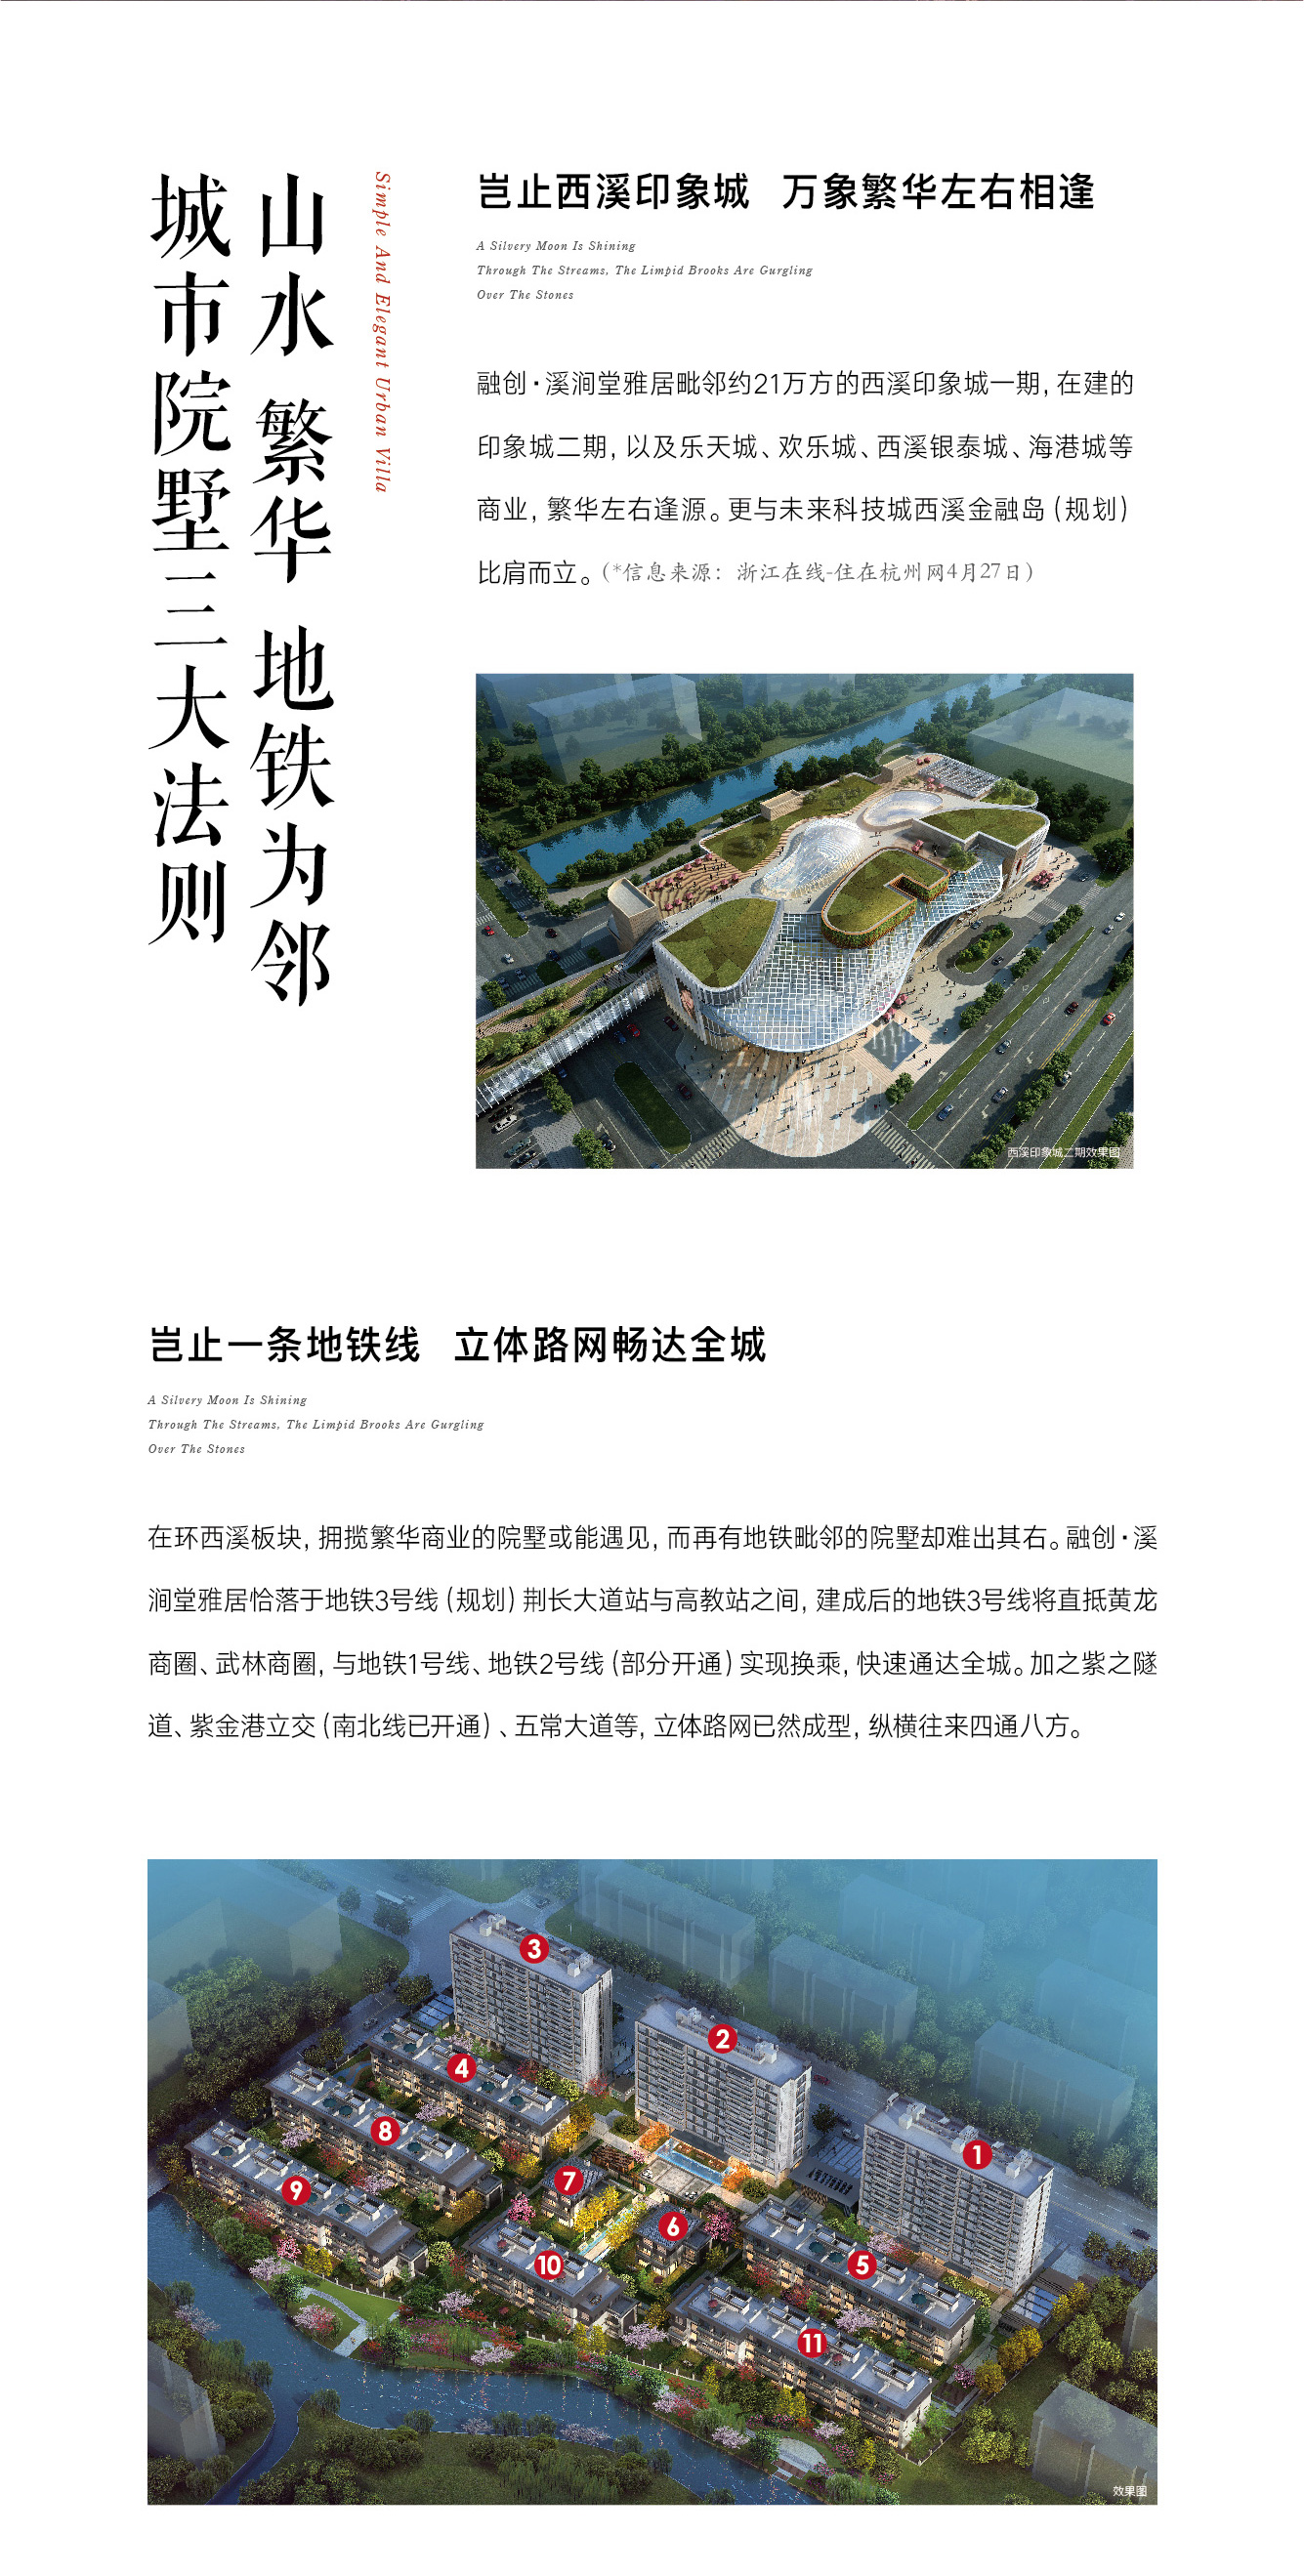 山水 繁华 地铁为邻
城市院墅三大法则
Simple And Elegant Urban Villa
岂止西溪印象城 万象繁华左右相逢
A Silvery Moon Is Shining
Through The Streams, The Limpid Brooks Are Gurgling
Over The Stones
融创·溪涧堂雅居毗邻约21万方的西溪印象城一期，在建的
印象城二期，以及乐天城、欢乐城、西溪银泰城、海港城等
商业，繁华左右逢源。更与未来科技城西溪金融岛（规划）
比肩而立。（*信息来源：浙江在线-住在杭州网4月27日）
西溪印象城二期效果图
岂止一条地铁线 立体路网畅达全城
A Silvery Moon Is Shining
Through The Streams, The Limpid Brooks Are Gurgling
Over The Stones
在环西溪板块，拥揽繁华商业的院墅或能遇见，而再有地铁毗邻的院墅却难出其右。融创·溪
涧堂雅居恰落于地铁3号线（规划）荆长大道站与高教站之间，建成后的地铁3号线将直抵黄龙
商圈、武林商圈，与地铁1号线、地铁2号线（部分开通）实现换乘，快速通达全城。加之紫之隧
道、紫金港立交（南北线已开通）、五常大道等，立体路网已然成型，纵横往来四通八方。
3
2
4
8
1
9
7
6
10
5
11
效果图